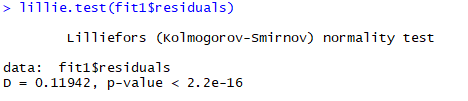 > lillie.test(fit1$residuals)
Lilliefors (Kolmogorov-Smirnov) normality test
data:  fit1$residuals
D = 0.11942, p-value < 2.2e-16